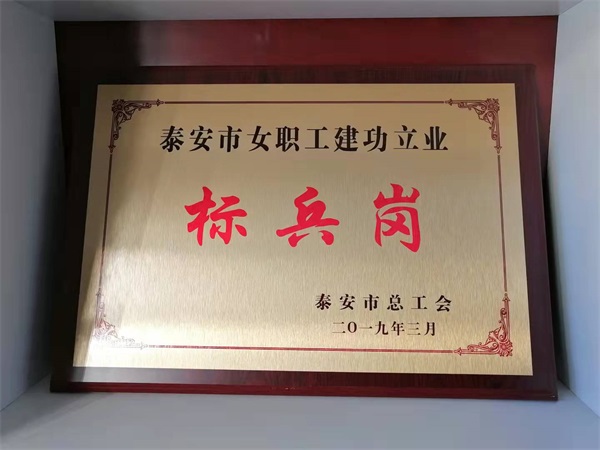 泰安市女职工建功立业
标兵岗
泰安市总工会
二〇一九年三月